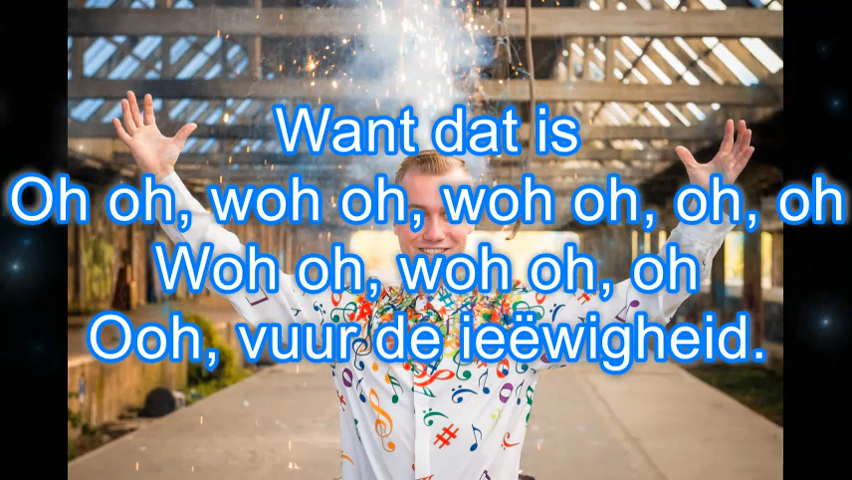 Want dat is
Oh oh, woh oh, woh oh, oh, oh
Woh oh, woh oh, oh
Ooh, vuur de ieëwigheid.